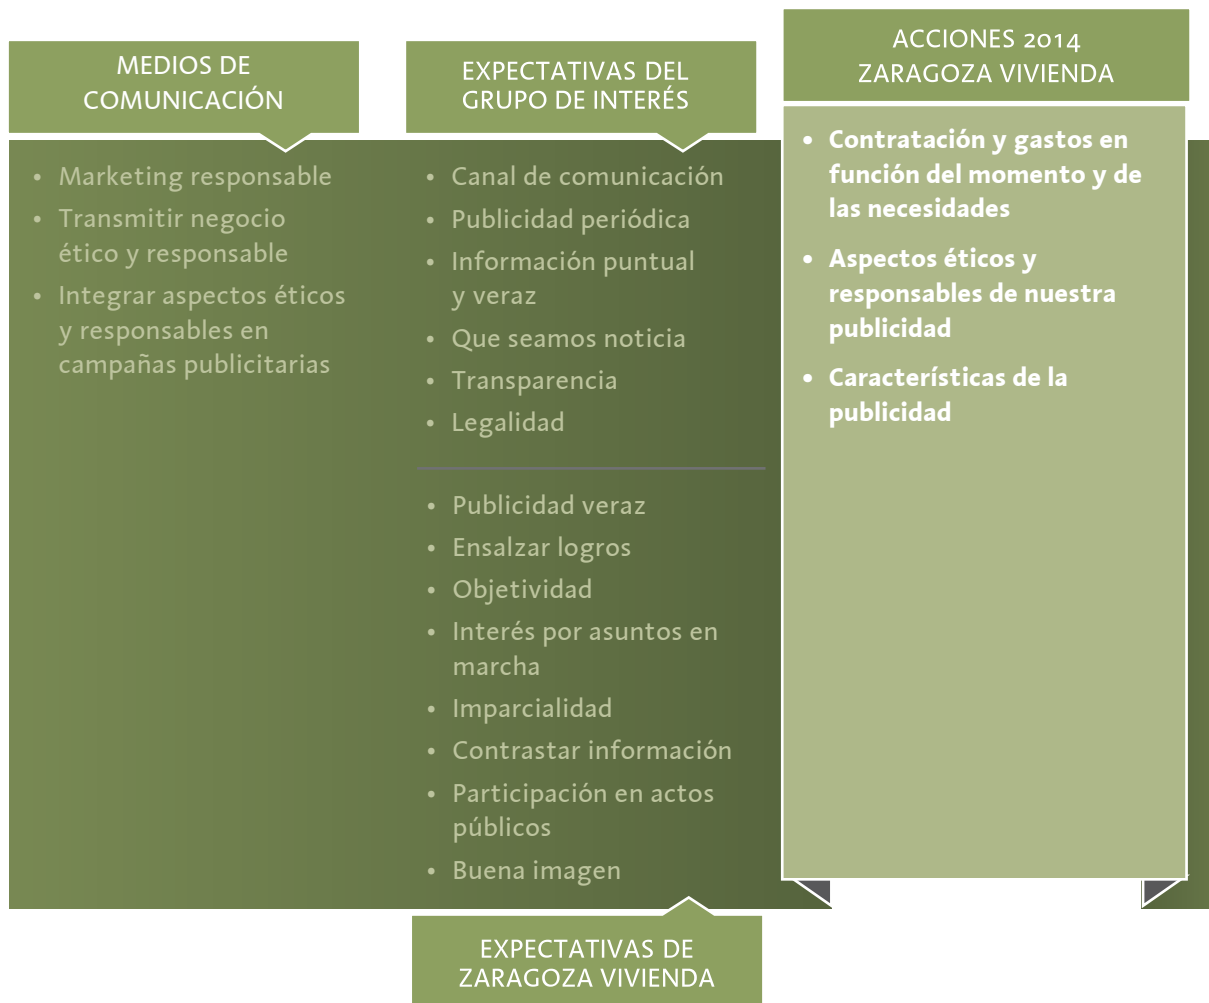 MEDIOS DE
COMUNICACIÓN
• Marketing responsable
• Transmitir negocio
ético y responsable
• Integrar aspectos éticos
y responsables en
campañas publicitarias
EXPECTATIVAS DEL
GRUPO DE INTERÉS
• Canal de comunicación
• Publicidad periódica
• Información puntual
y veraz
• Que seamos noticia
• Transparencia
• Legalidad
• Publicidad veraz
• Ensalzar logros
• Objetividad
• Interés por asuntos en
marcha
• Imparcialidad
• Contrastar información
• Participación en actos
públicos
• Buena imagen
EXPECTATIVAS DE
ZARAGOZA VIVIENDA
ACCIONES 2014
ZARAGOZA VIVIENDA
• Contratación y gastos en
función del momento y de
las necesidades
• Aspectos éticos y
responsables de nuestra
publicidad
• Características de la
publicidad